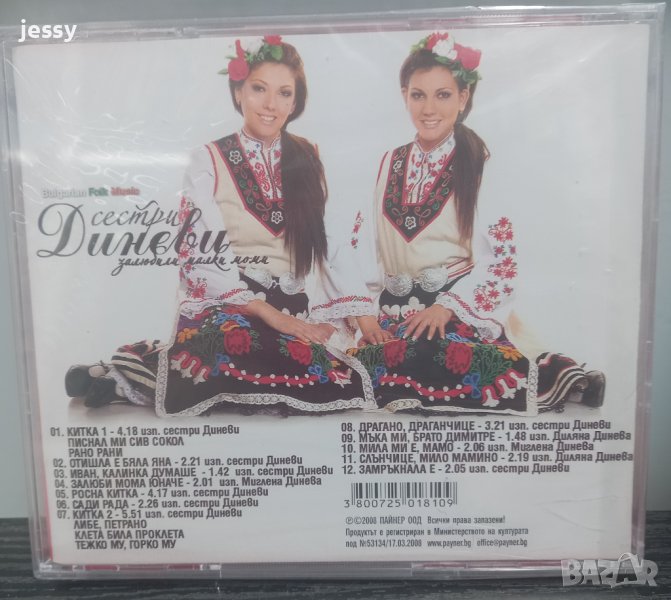 jessy
Bulgarian Folk Music
сестри
Диневи
залюбили малки моми
01. КИТКА 1 - 4.18 изп. сестри Диневи
ПИСНАЛ МИ СИВ СОКОЛ
РАНО РАНИ
02. ОТИШЛА Е БЯЛА ЯНА - 2.21 изп. сестри Диневи
03. ИВАН, КАЛИНКА ДУМАШЕ - 1.42 изп. сестри Диневи
04. ЗАЛЮБИ МОМА ЮНАЧЕ - 2.01 изп. Миглена Диневa
05. РОСНА КИТКА - 4.17 изп. сестри Диневи
06. САДИ РАДА - 2.26 изп. сестри Диневи
07. КИТКА 2 - 5.51 изп. сестри Диневи
ЛИБЕ, ПЕТРАНО
КЛЕТА БИЛА ПРОКЛЕТА
ТЕЖКО МУ, ГОРКО МУ
08. ДРАГАНО, ДРАГАНЧИЦЕ - 3.21 изп. сестри Диневи
09. МЪКА МИ, БРАТО ДИМИТРЕ - 1.48 изп. Диляна Динева
10. МИЛА МИ Е, МАМО - 2.06 изп. Миглена Динева
11. СЛЪНЧИЦЕ, МИЛО МАМИНО - 2.19 изп. Диляна Динева
12. ЗАМРЪКНАЛА Е - 2.05 изп. сестри Диневи
3 800725 018109
℗©2008 ПАЙНЕР ООД Всички права запазени!
Продуктът е регистриран в Министерството на културата
под №53134/17.03.2008 www.payner.bg office@payner.bg
BAZAR